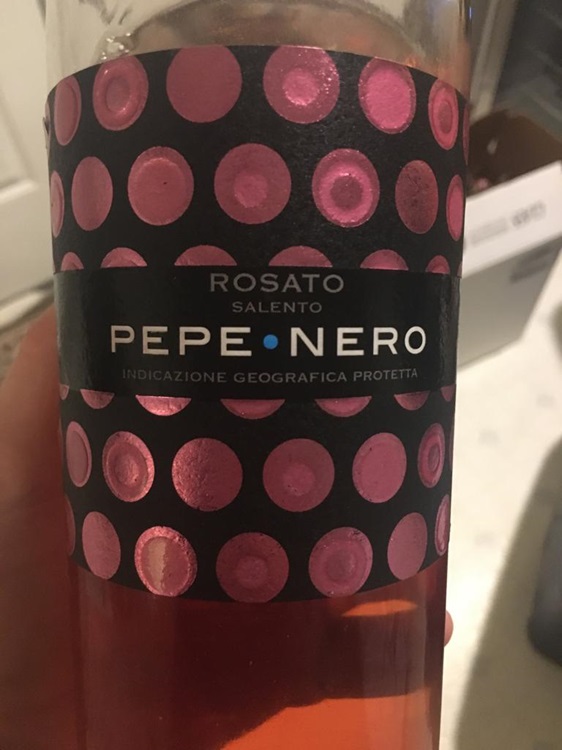 ROSATO
SALENTO
PEPE•NERO
INDICAZIONE GEOGRAFICA PROTETTA